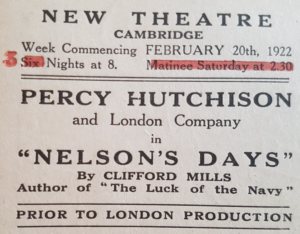 NEW THEATRE
CAMBRIDGE
Week Commencing FEBRUARY 20th, 1922
3 Six Nights at 8. Matinee Saturday at 2.30
PERCY HUTCHISON
and London Company
in
"NELSON'S DAYS"
By CLIFFORD MILLS
Author of "The Luck of the Navy"
PRIOR TO LONDON PRODUCTION